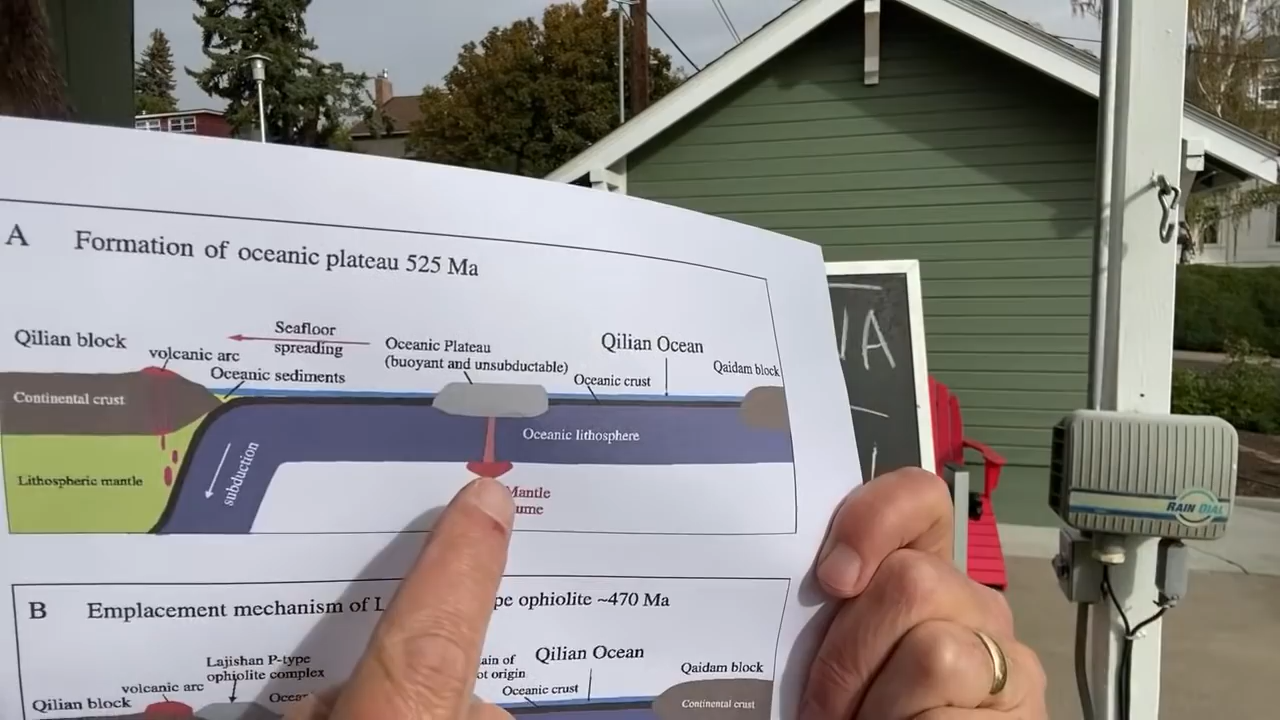 A Formation of oceanic plateau 525 Ma
Qilian block
Seafloor
spreading
Oceanic Plateau
(buoyant and unsubductable)
Qilian Ocean
volcanic arc
Oceanic sediments
Oceanic crust
Qaidam block
Continental crust
Oceanic lithosphere
subduction
Lithospheric mantle
Mantle
B Emplacement mechanism of
ophiolite ~470 Ma
Lajishan P-type
ophiolite complex
of
origin
Qilian Ocean
Qilian block
volcanic arc
Oceanic crust
Qaidam block
Continental crust
RAIN DIAL